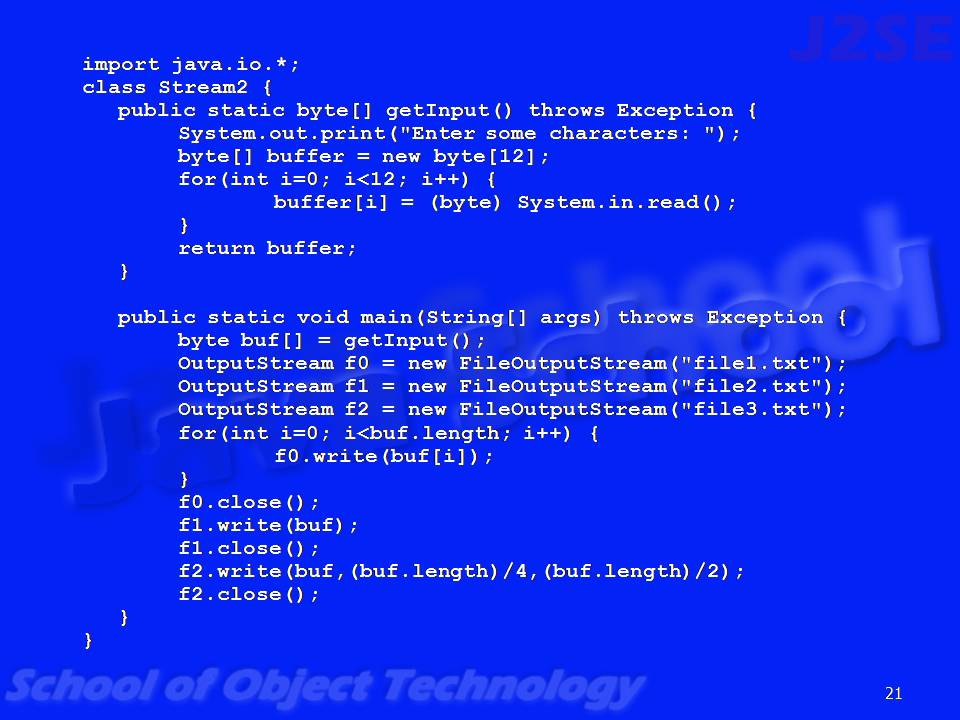 J2SE
import java.io.*;
class Stream2 {
public static byte[] getInput() throws Exception {
System.out.print("Enter some characters: ");
byte[] buffer = new byte[12];
for(int i=0; i<12; i++) {
buffer[i] = (byte) System.in.read();
}
return buffer;
}
public static void main(String[] args) throws Exception {
byte buf[] = getInput();
OutputStream f0 = new FileOutputStream("file1.txt");
OutputStream f1 = new FileOutputStream("file2.txt");
OutputStream f2 = new FileOutputStream("file3.txt");
for(int i=0; i<buf.length; i++) {
f0.write(buf[i]);
}
f0.close();
f1.write(buf);
f1.close();
f2.write(buf,(buf.length)/4,(buf.length)/2);
f2.close();
}
}
Java School
School of Object Technology
21